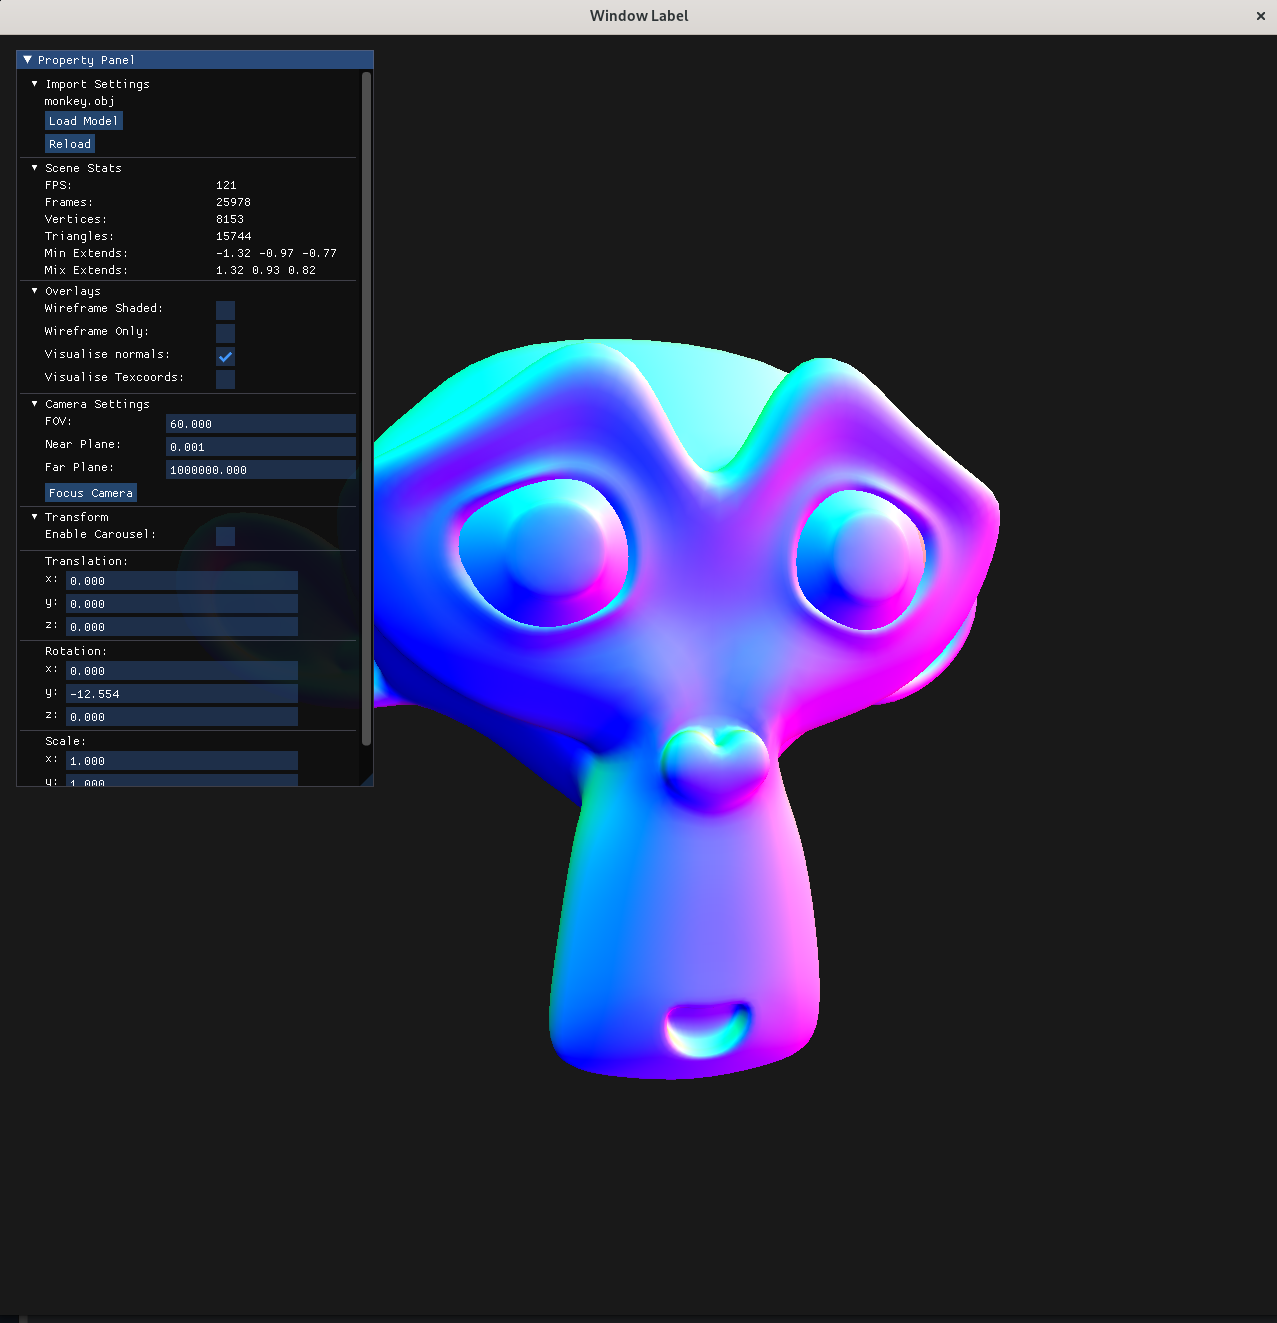 Window Label
Property Panel
Import Settings
monkey.obj
Load Model
Reload
Scene Stats
FPS: 121
Frames: 25978
Vertices: 8153
Triangles: 15744
Min Extends: -1.32 -0.97 -0.77
Mix Extends: 1.32 0.93 0.82
Overlays
Wireframe Shaded:
Wireframe Only:
Visualise normals:
Visualise Texcoords:
Camera Settings
FOV: 60.000
Near Plane: 0.001
Far Plane: 1000000.000
Focus Camera
Transform
Enable Carousel:
Translation:
x: 0.000
y: 0.000
z: 0.000
Rotation:
x: 0.000
y: -12.554
z: 0.000
Scale:
x: 1.000
y: 1.000